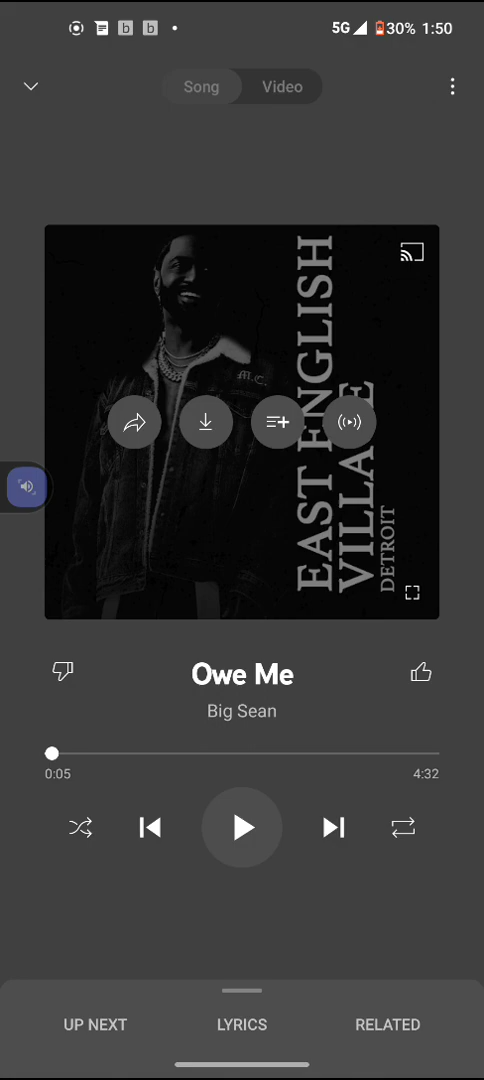 5G 30% 1:50
Song Video
EAST ENGLISH
VILLAGE
DETROIT
M.C.
Owe Me
Big Sean
0:05 4:32
UP NEXT LYRICS RELATED